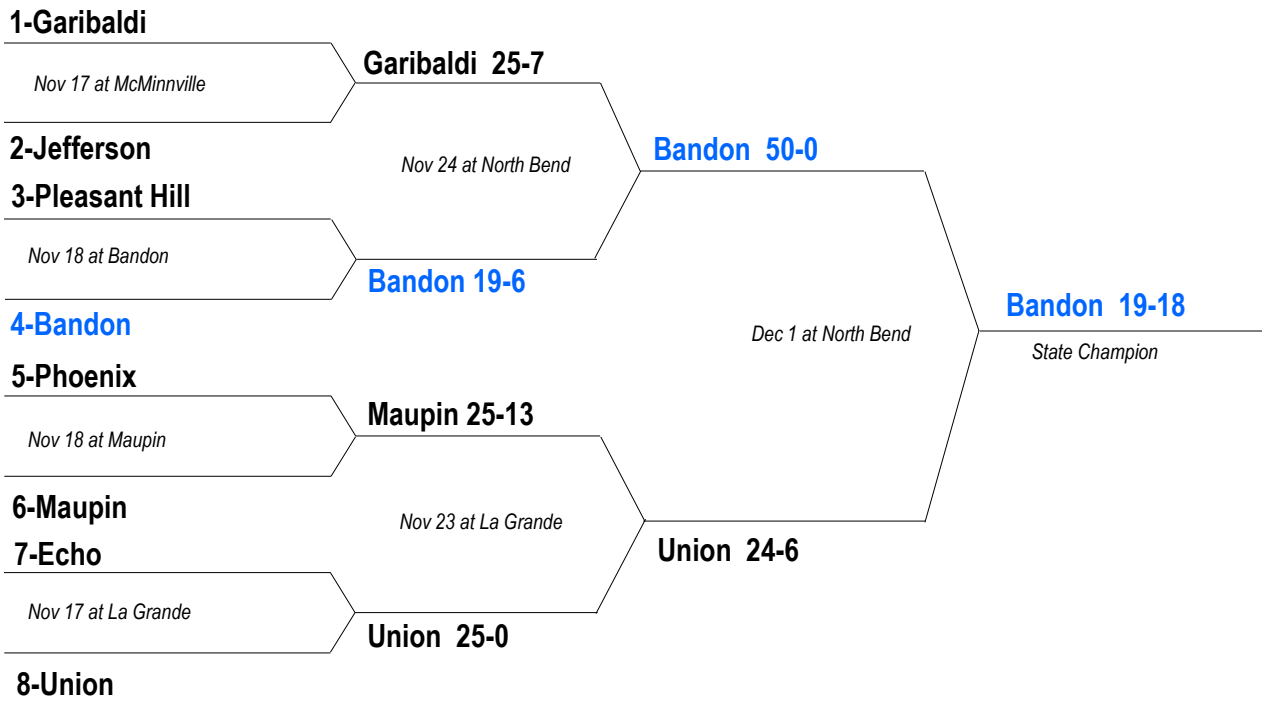 1-Garibaldi
Nov 17 at McMinnville
2-Jefferson
Garibaldi 25-7
3-Pleasant Hill
Nov 18 at Bandon
4-Bandon
Bandon 19-6
Nov 24 at North Bend
Bandon 50-0
5-Phoenix
Nov 18 at Maupin
6-Maupin
Maupin 25-13
7-Echo
Nov 17 at La Grande
8-Union
Union 25-0
Nov 23 at La Grande
Union 24-6
Dec 1 at North Bend
Bandon 19-18
State Champion